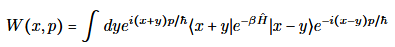 W(x,p) = ∫ dye^{i(x+y)p/ħ}⟨x + y|e^{−βĤ}|x − y⟩e^{−i(x−y)p/ħ}